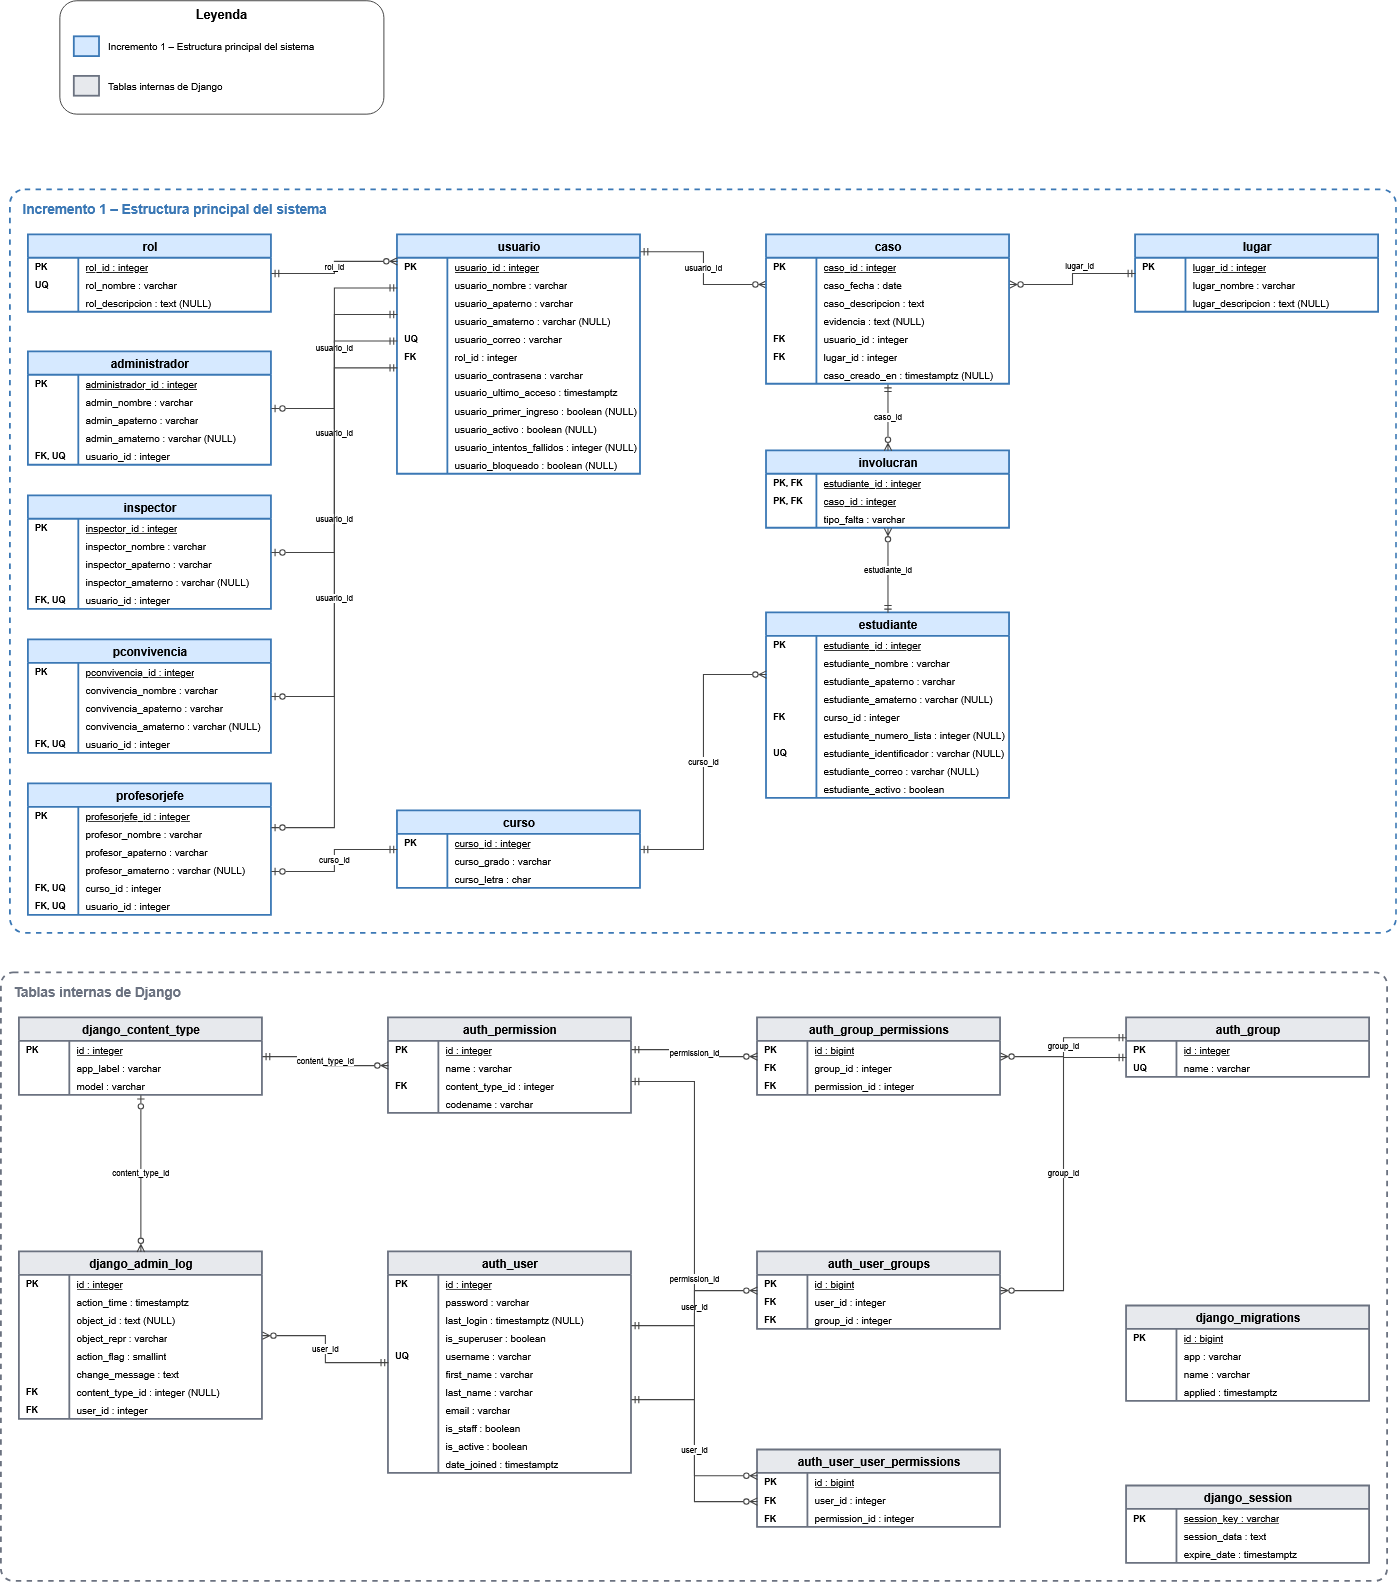 Leyenda
Incremento 1 – Estructura principal del sistema
Tablas internas de Django
Incremento 1 – Estructura principal del sistema
rol
PK rol_id : integer
UQ rol_nombre : varchar
rol_descripcion : text (NULL)
rol_id
usuario
PK usuario_id : integer
usuario_nombre : varchar
usuario_apaterno : varchar
usuario_amaterno : varchar (NULL)
UQ usuario_correo : varchar
FK rol_id : integer
usuario_contrasena : varchar
usuario_ultimo_acceso : timestamptz
usuario_primer_ingreso : boolean (NULL)
usuario_activo : boolean (NULL)
usuario_intentos_fallidos : integer (NULL)
usuario_bloqueado : boolean (NULL)
usuario_id
caso
PK caso_id : integer
caso_fecha : date
caso_descripcion : text
evidencia : text (NULL)
FK usuario_id : integer
FK lugar_id : integer
caso_creado_en : timestamptz (NULL)
lugar_id
lugar
PK lugar_id : integer
lugar_nombre : varchar
lugar_descripcion : text (NULL)
administrador
PK administrador_id : integer
admin_nombre : varchar
admin_apaterno : varchar
admin_amaterno : varchar (NULL)
FK, UQ usuario_id : integer
usuario_id
usuario_id
usuario_id
usuario_id
caso_id
involucran
PK, FK estudiante_id : integer
PK, FK caso_id : integer
tipo_falta : varchar
estudiante_id
inspector
PK inspector_id : integer
inspector_nombre : varchar
inspector_apaterno : varchar
inspector_amaterno : varchar (NULL)
FK, UQ usuario_id : integer
estudiante
PK estudiante_id : integer
estudiante_nombre : varchar
estudiante_apaterno : varchar
estudiante_amaterno : varchar (NULL)
FK curso_id : integer
estudiante_numero_lista : integer (NULL)
UQ estudiante_identificador : varchar (NULL)
estudiante_correo : varchar (NULL)
estudiante_activo : boolean
pconvivencia
PK pconvivencia_id : integer
convivencia_nombre : varchar
convivencia_apaterno : varchar
convivencia_amaterno : varchar (NULL)
FK, UQ usuario_id : integer
curso_id
profesorjefe
PK profesorjefe_id : integer
profesor_nombre : varchar
profesor_apaterno : varchar
profesor_amaterno : varchar (NULL)
FK, UQ curso_id : integer
FK, UQ usuario_id : integer
curso_id
curso
PK curso_id : integer
curso_grado : varchar
curso_letra : char
Tablas internas de Django
django_content_type
PK id : integer
app_label : varchar
model : varchar
content_type_id
auth_permission
PK id : integer
name : varchar
FK content_type_id : integer
codename : varchar
permission_id
auth_group_permissions
PK id : bigint
FK group_id : integer
FK permission_id : integer
group_id
auth_group
PK id : integer
UQ name : varchar
content_type_id
group_id
django_admin_log
PK id : integer
action_time : timestamptz
object_id : text (NULL)
object_repr : varchar
action_flag : smallint
change_message : text
FK content_type_id : integer (NULL)
FK user_id : integer
user_id
auth_user
PK id : integer
password : varchar
last_login : timestamptz (NULL)
is_superuser : boolean
UQ username : varchar
first_name : varchar
last_name : varchar
email : varchar
is_staff : boolean
is_active : boolean
date_joined : timestamptz
permission_id
user_id
user_id
auth_user_groups
PK id : bigint
FK user_id : integer
FK group_id : integer
django_migrations
PK id : bigint
app : varchar
name : varchar
applied : timestamptz
auth_user_user_permissions
PK id : bigint
FK user_id : integer
FK permission_id : integer
django_session
PK session_key : varchar
session_data : text
expire_date : timestamptz